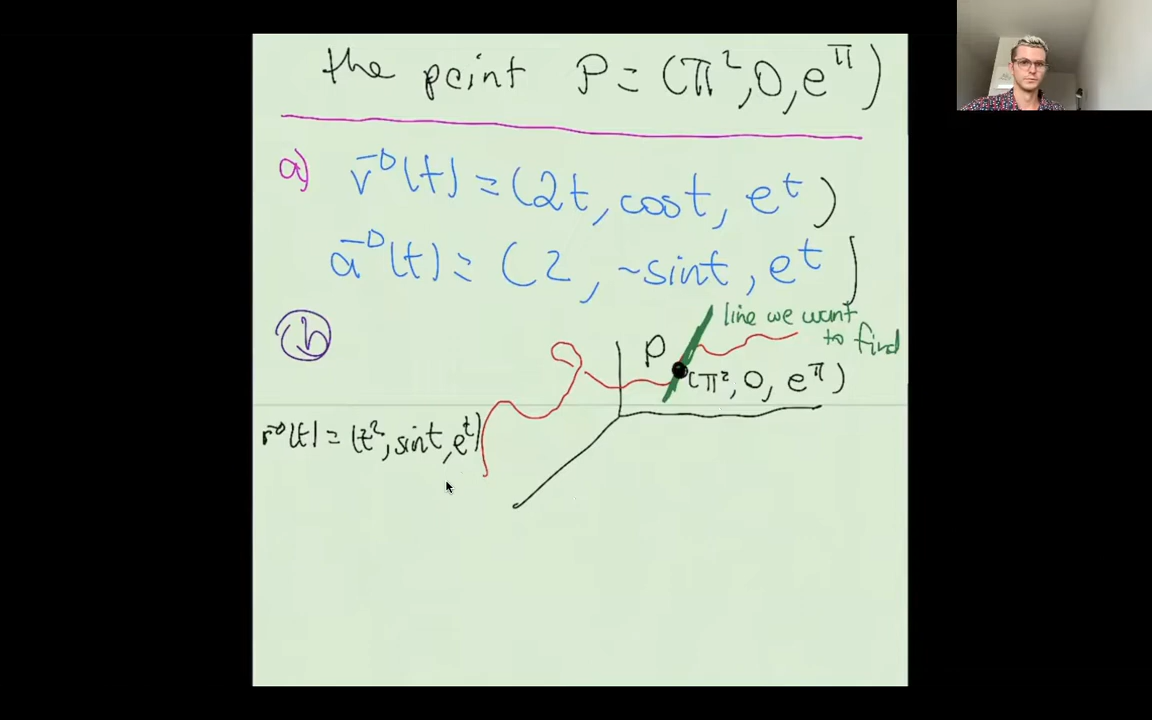 the point P = (π², 0, e^π)
a) v⃗(t) = (2t, cost, e^t)
a⃗(t) = (2, -sint, e^t)
b)
line we want
to find
P
(π², 0, e^π)
r⃗(t) = (t², sint, e^t)